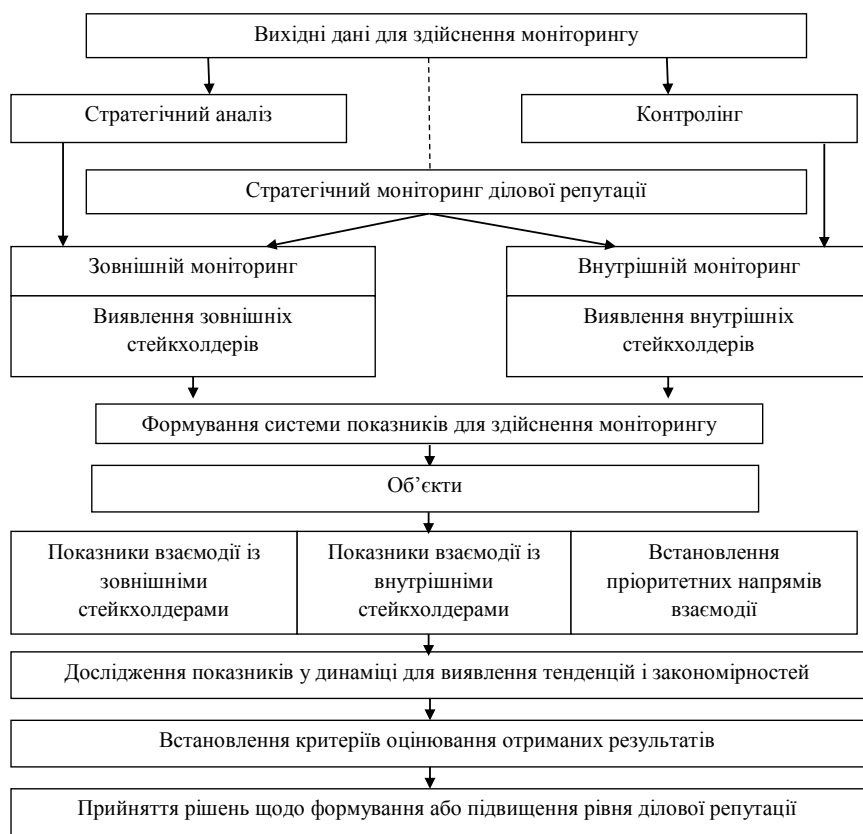 Вихідні дані для здійснення моніторингу
Стратегічний аналіз
Контролінг
Стратегічний моніторинг ділової репутації
Зовнішній моніторинг
Внутрішній моніторинг
Виявлення зовнішніх
стейкхолдерів
Виявлення внутрішніх
стейкхолдерів
Формування системи показників для здійснення моніторингу
Об’єкти
Показники взаємодії із
зовнішніми
стейкхолдерами
Показники взаємодії із
внутрішніми
стейкхолдерами
Встановлення
пріоритетних напрямів
взаємодії
Дослідження показників у динаміці для виявлення тенденцій і закономірностей
Встановлення критеріїв оцінювання отриманих результатів
Прийняття рішень щодо формування або підвищення рівня ділової репутації